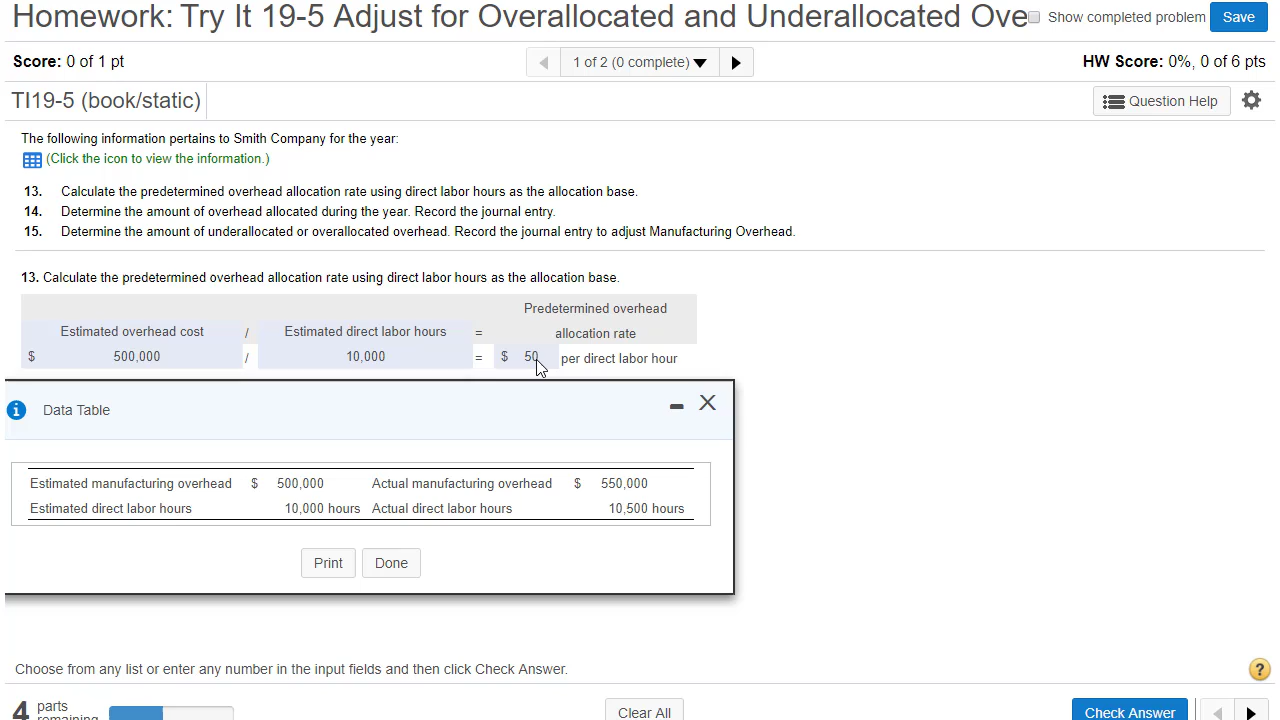 Homework: Try It 19-5 Adjust for Overallocated and Underallocated Ove
Show completed problem
Save
Score: 0 of 1 pt
1 of 2 (0 complete)
HW Score: 0%, 0 of 6 pts
TI19-5 (book/static)
Question Help
The following information pertains to Smith Company for the year:
(Click the icon to view the information.)
13. Calculate the predetermined overhead allocation rate using direct labor hours as the allocation base.
14. Determine the amount of overhead allocated during the year. Record the journal entry.
15. Determine the amount of underallocated or overallocated overhead. Record the journal entry to adjust Manufacturing Overhead.
13. Calculate the predetermined overhead allocation rate using direct labor hours as the allocation base.
Predetermined overhead
Estimated overhead cost / Estimated direct labor hours = allocation rate
$ 500,000 / 10,000 = $ 50 per direct labor hour
Data Table
Estimated manufacturing overhead $ 500,000 Actual manufacturing overhead $ 550,000
Estimated direct labor hours 10,000 hours Actual direct labor hours 10,500 hours
Print Done
Choose from any list or enter any number in the input fields and then click Check Answer.
?
4 parts
remaining
Clear All
Check Answer